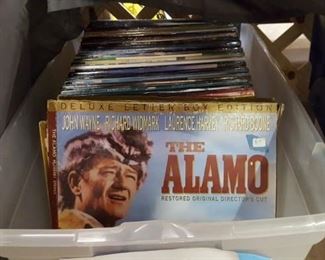 DELUXE LETTER-BOX EDITION
JOHN WAYNE · RICHARD WIDMARK · LAURENCE HARVEY · RICHARD BOONE
THE
ALAMO
RESTORED ORIGINAL DIRECTOR'S CUT